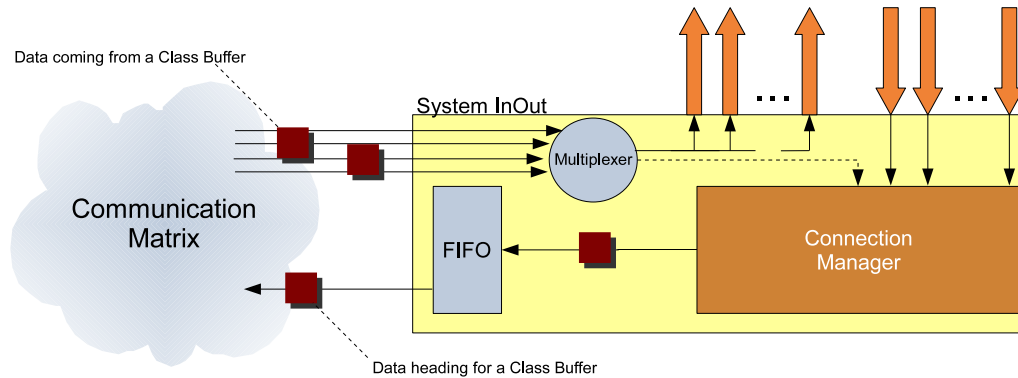 Data coming from a Class Buffer
System InOut
Multiplexer
Communication
Matrix
FIFO
Connection
Manager
Data heading for a Class Buffer